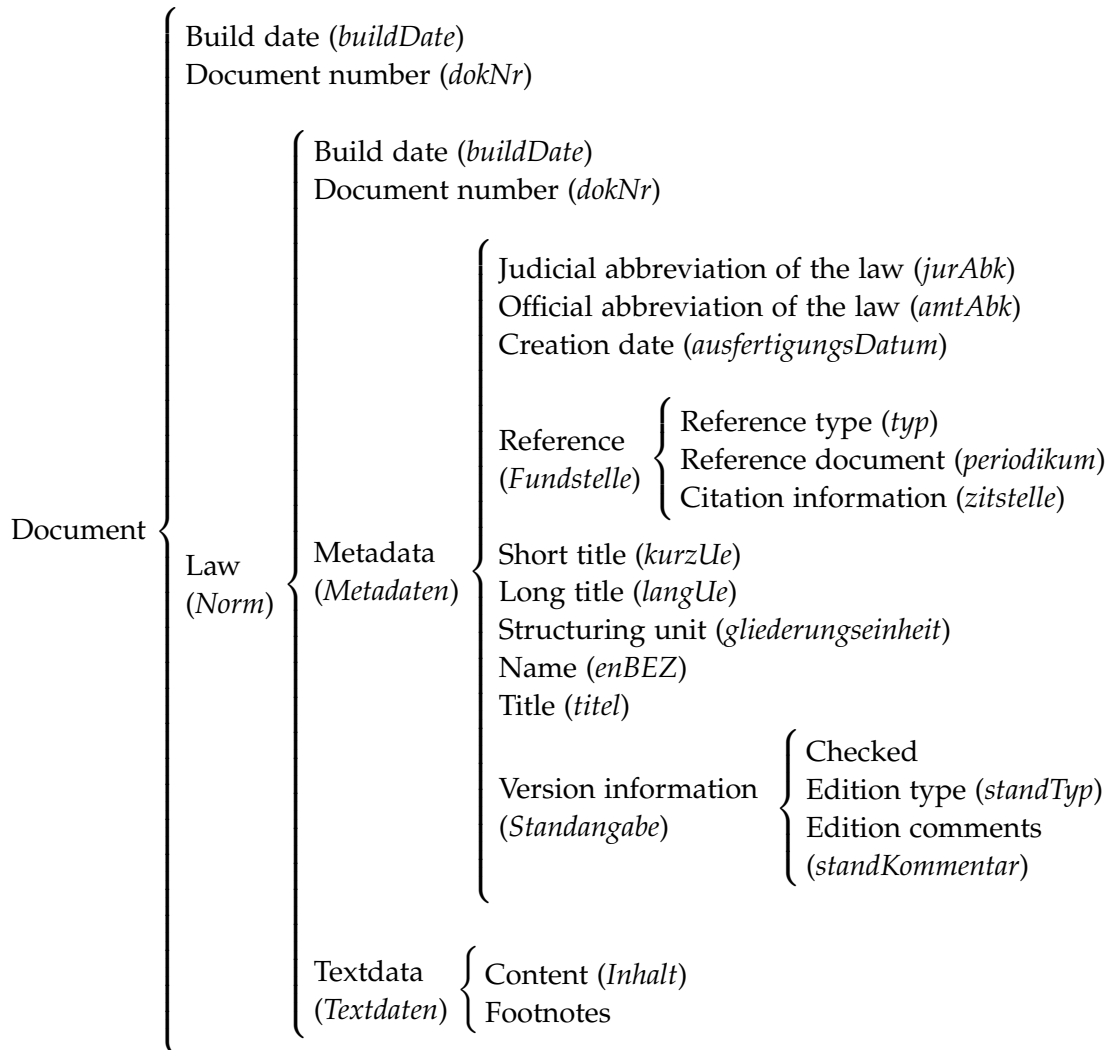 Build date (buildDate)
Document number (dokNr)
Build date (buildDate)
Document number (dokNr)
Judicial abbreviation of the law (jurAbk)
Official abbreviation of the law (amtAbk)
Creation date (ausfertigungsDatum)
Reference
(Fundstelle)
Reference type (typ)
Reference document (periodikum)
Citation information (zitstelle)
Document
Law
(Norm)
Metadata
(Metadaten)
Short title (kurzUe)
Long title (langUe)
Structuring unit (gliederungseinheit)
Name (enBEZ)
Title (titel)
Version information
(Standangabe)
Checked
Edition type (standTyp)
Edition comments
(standKommentar)
Textdata
(Textdaten)
Content (Inhalt)
Footnotes